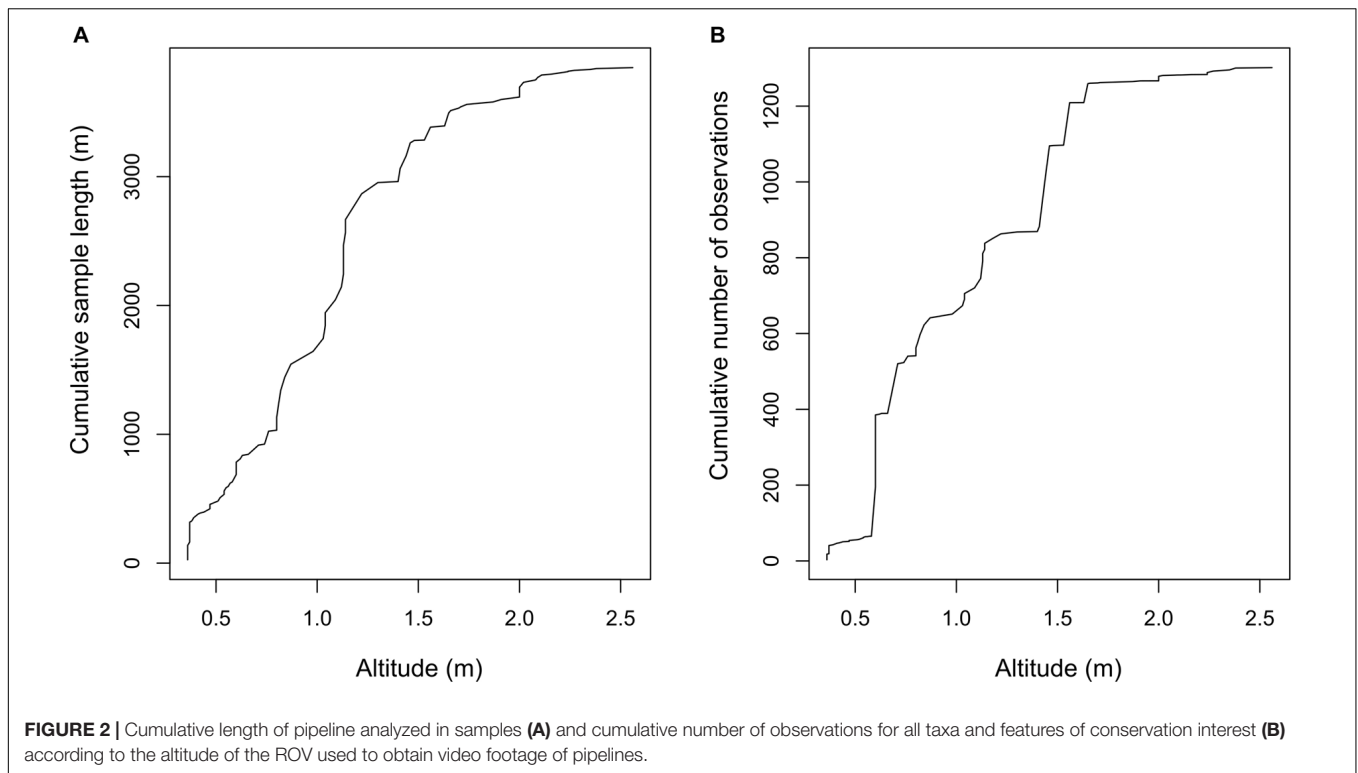 A
B
Cumulative sample length (m)
0
1000
2000
3000
0.5 1.0 1.5 2.0 2.5
Altitude (m)
Cumulative number of observations
0
200
400
600
800
1000
1200
0.5 1.0 1.5 2.0 2.5
Altitude (m)
FIGURE 2 | Cumulative length of pipeline analyzed in samples (A) and cumulative number of observations for all taxa and features of conservation interest (B)
according to the altitude of the ROV used to obtain video footage of pipelines.